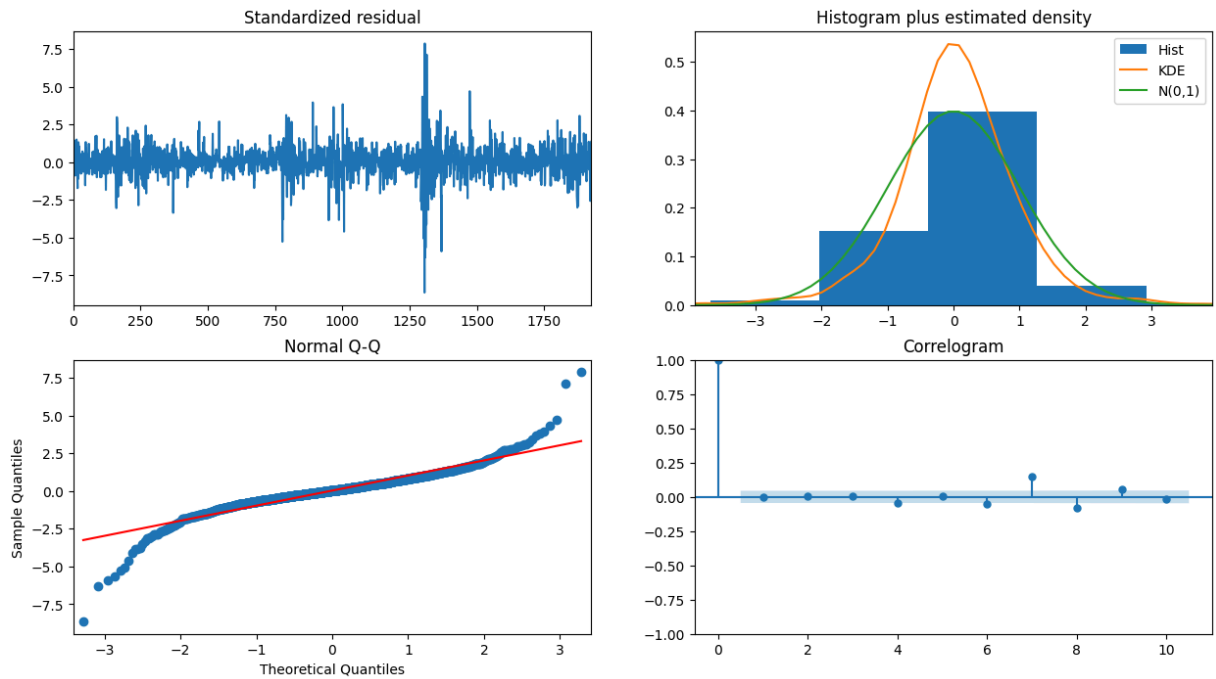 Standardized residual
7.5
5.0
2.5
0.0
−2.5
−5.0
−7.5
0 250 500 750 1000 1250 1500 1750
Histogram plus estimated density
Hist
KDE
N(0,1)
0.5
0.4
0.3
0.2
0.1
0.0
−3 −2 −1 0 1 2 3
Normal Q-Q
Sample Quantiles
7.5
5.0
2.5
0.0
−2.5
−5.0
−7.5
−3 −2 −1 0 1 2 3
Theoretical Quantiles
Correlogram
1.00
0.75
0.50
0.25
0.00
−0.25
−0.50
−0.75
−1.00
0 2 4 6 8 10